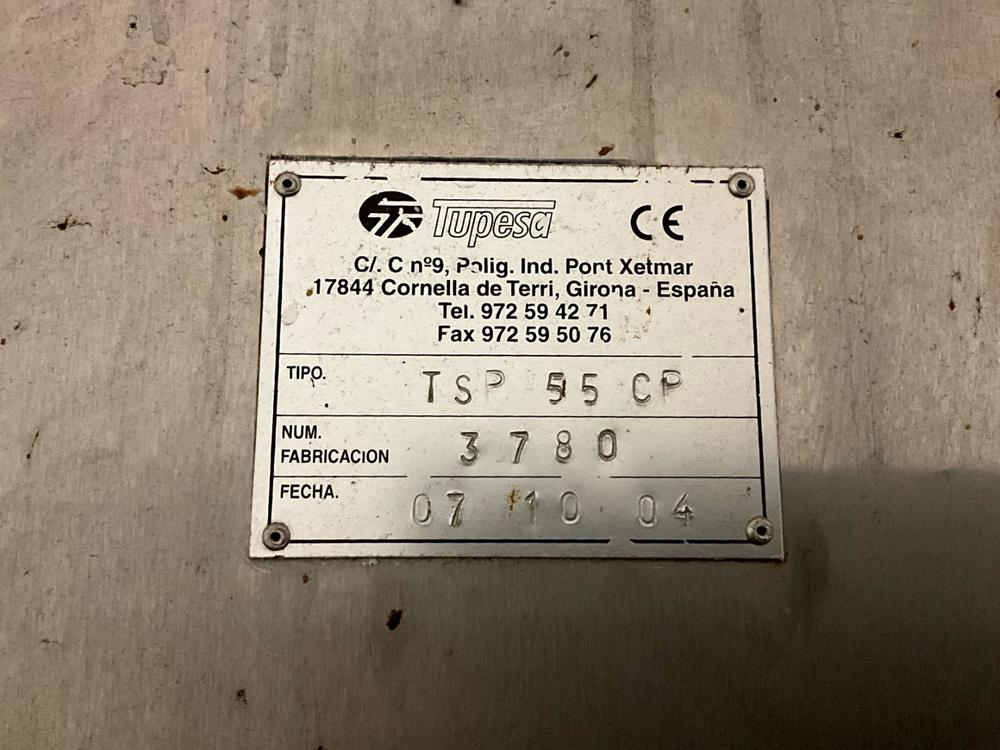 Tupesa CE
C/. C nº9, Polig. Ind. Pont Xetmar
17844 Cornella de Terri, Girona - España
Tel. 972 59 42 71
Fax 972 59 50 76
TIPO. TSP 55 CP
NUM.
FABRICACION 3780
FECHA. 07 10 04